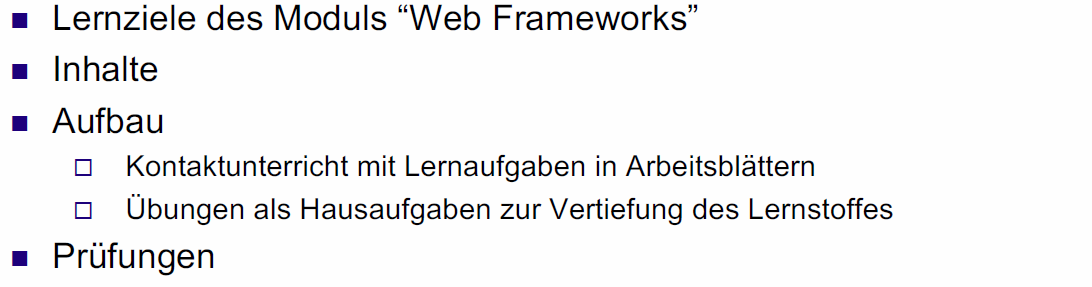 Lernziele des Moduls “Web Frameworks”
Inhalte
Aufbau
Kontaktunterricht mit Lernaufgaben in Arbeitsblättern
Übungen als Hausaufgaben zur Vertiefung des Lernstoffes
Prüfungen